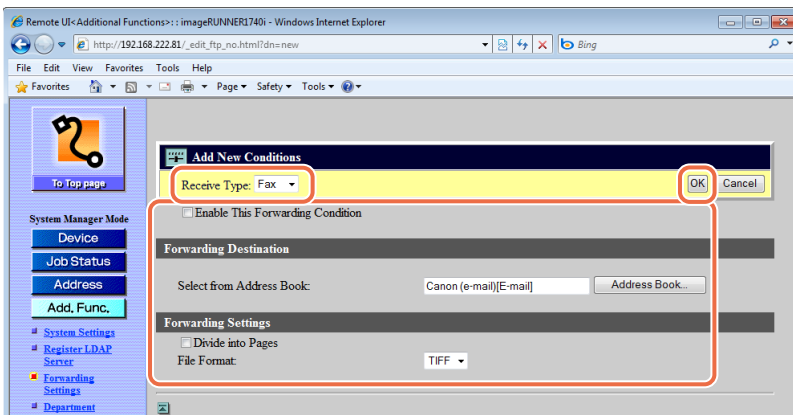 Remote UI<Additional Functions>: : imageRUNNER1740i - Windows Internet Explorer
http://192.168.222.81/_edit_ftp_no.html?dn=new
Bing
File Edit View Favorites Tools Help
Favorites Page Safety Tools
To Top page
Add New Conditions
Receive Type: Fax
OK Cancel
System Manager Mode
Enable This Forwarding Condition
Device
Forwarding Destination
Job Status
Address
Select from Address Book: Canon (e-mail)[E-mail] Address Book...
Add. Func.
Forwarding Settings
System Settings
Divide into Pages
Register LDAP
Server
File Format: TIFF
Forwarding
Settings
Department